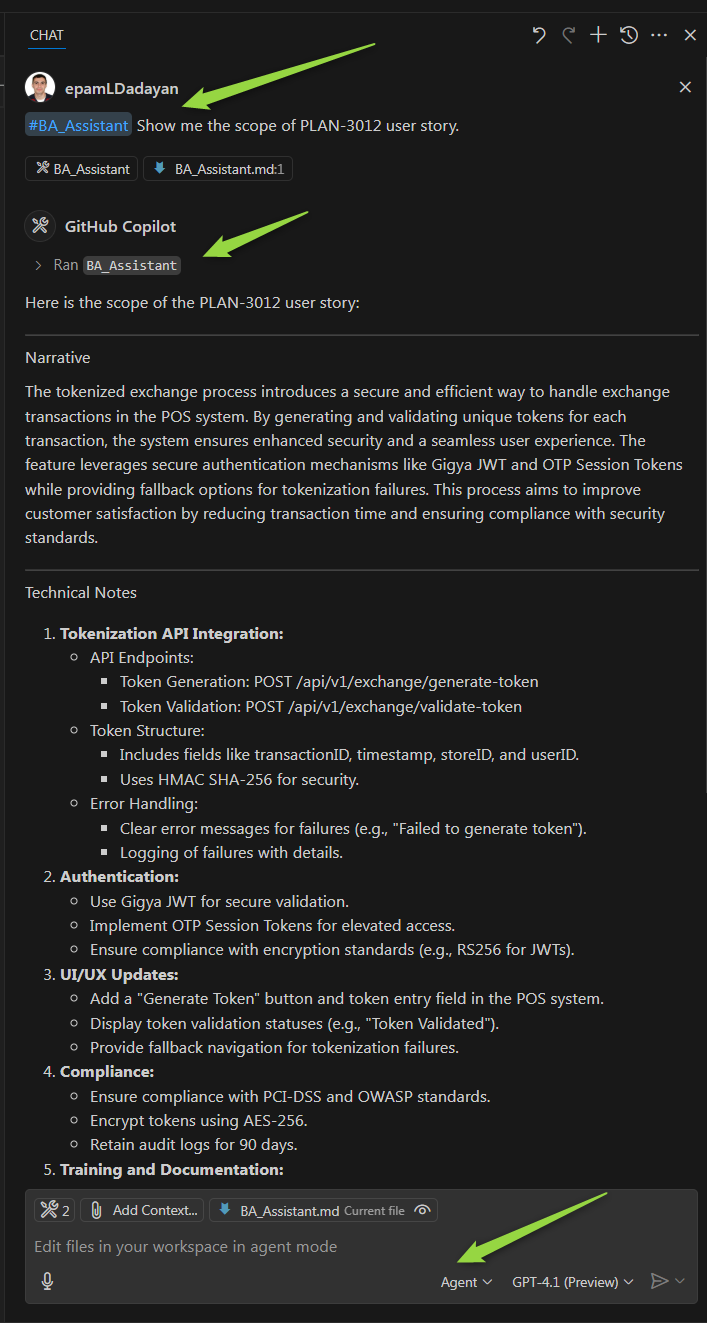 CHAT
epamLDadayan
#BA_Assistant Show me the scope of PLAN-3012 user story.
BA_Assistant BA_Assistant.md:1
GitHub Copilot
Ran BA_Assistant
Here is the scope of the PLAN-3012 user story:
Narrative
The tokenized exchange process introduces a secure and efficient way to handle exchange
transactions in the POS system. By generating and validating unique tokens for each
transaction, the system ensures enhanced security and a seamless user experience. The
feature leverages secure authentication mechanisms like Gigya JWT and OTP Session Tokens
while providing fallback options for tokenization failures. This process aims to improve
customer satisfaction by reducing transaction time and ensuring compliance with security
standards.
Technical Notes
1. Tokenization API Integration:
API Endpoints:
Token Generation: POST /api/v1/exchange/generate-token
Token Validation: POST /api/v1/exchange/validate-token
Token Structure:
Includes fields like transactionID, timestamp, storeID, and userID.
Uses HMAC SHA-256 for security.
Error Handling:
Clear error messages for failures (e.g., "Failed to generate token").
Logging of failures with details.
2. Authentication:
Use Gigya JWT for secure validation.
Implement OTP Session Tokens for elevated access.
Ensure compliance with encryption standards (e.g., RS256 for JWTs).
3. UI/UX Updates:
Add a "Generate Token" button and token entry field in the POS system.
Display token validation statuses (e.g., "Token Validated").
Provide fallback navigation for tokenization failures.
4. Compliance:
Ensure compliance with PCI-DSS and OWASP standards.
Encrypt tokens using AES-256.
Retain audit logs for 90 days.
5. Training and Documentation:
2 Add Context... BA_Assistant.md Current file
Edit files in your workspace in agent mode
Agent GPT-4.1 (Preview)